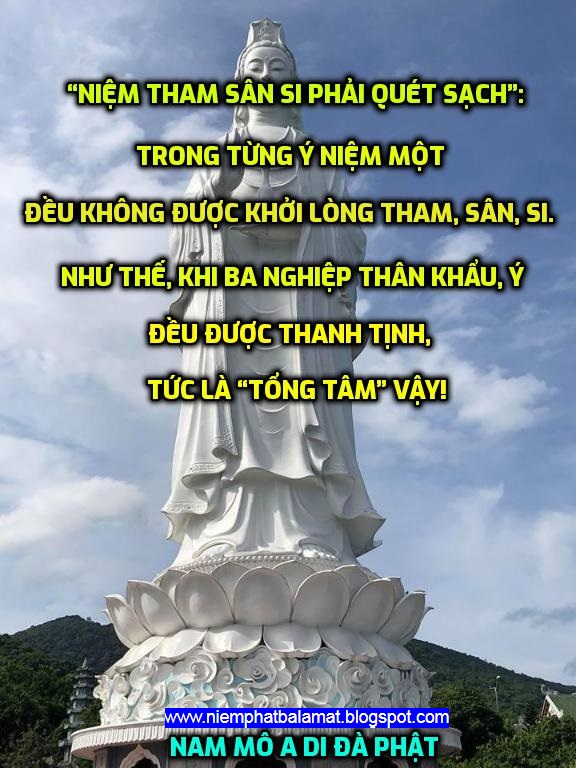 “NIỆM THAM SÂN SI PHẢI QUÉT SẠCH”:
TRONG TỪNG Ý NIỆM MỘT
ĐỀU KHÔNG ĐƯỢC KHỞI LÒNG THAM, SÂN, SI.
NHƯ THẾ, KHI BA NGHIỆP THÂN KHẨU, Ý
ĐỀU ĐƯỢC THANH TỊNH,
TỨC LÀ “TỔNG TÂM” VẬY!
www.niemphatbalamat.blogspot.com
NAM MÔ A DI ĐÀ PHẬT